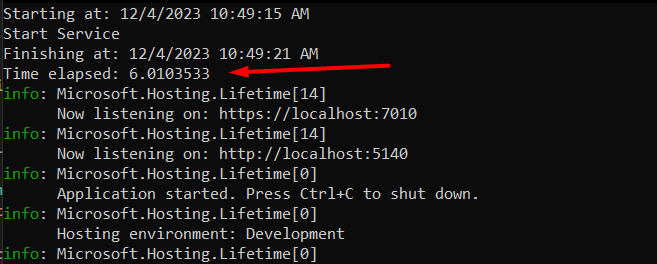 Starting at: 12/4/2023 10:49:15 AM
Start Service
Finishing at: 12/4/2023 10:49:21 AM
Time elapsed: 6.0103533
info: Microsoft.Hosting.Lifetime[14]
      Now listening on: https://localhost:7010
info: Microsoft.Hosting.Lifetime[14]
      Now listening on: http://localhost:5140
info: Microsoft.Hosting.Lifetime[0]
      Application started. Press Ctrl+C to shut down.
info: Microsoft.Hosting.Lifetime[0]
      Hosting environment: Development
info: Microsoft.Hosting.Lifetime[0]